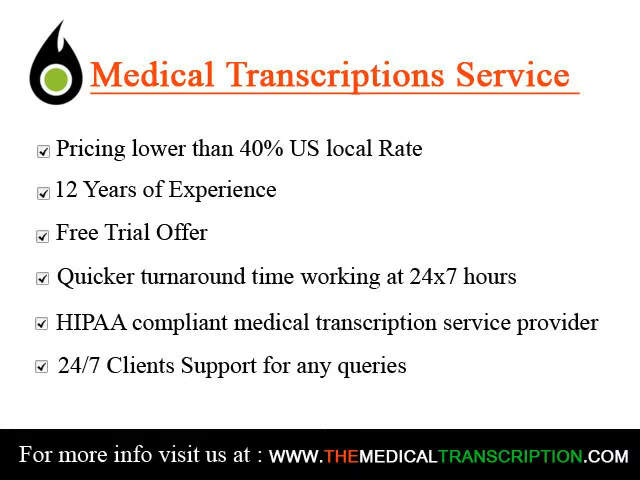 Medical Transcriptions Service
Pricing lower than 40% US local Rate
12 Years of Experience
Free Trial Offer
Quicker turnaround time working at 24x7 hours
HIPAA compliant medical transcription service provider
24/7 Clients Support for any queries
For more info visit us at : WWW.THEMEDICALTRANSCRIPTION.COM